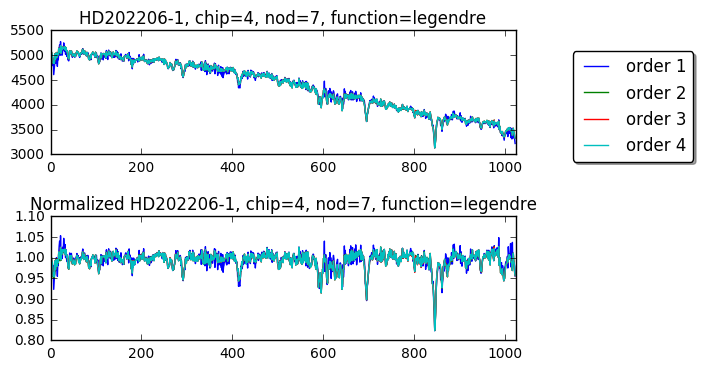 HD202206-1, chip=4, nod=7, function=legendre
5500
5000
4500
4000
3500
3000
0 200 400 600 800 1000
order 1
order 2
order 3
order 4
Normalized HD202206-1, chip=4, nod=7, function=legendre
1.10
1.05
1.00
0.95
0.90
0.85
0.80
0 200 400 600 800 1000